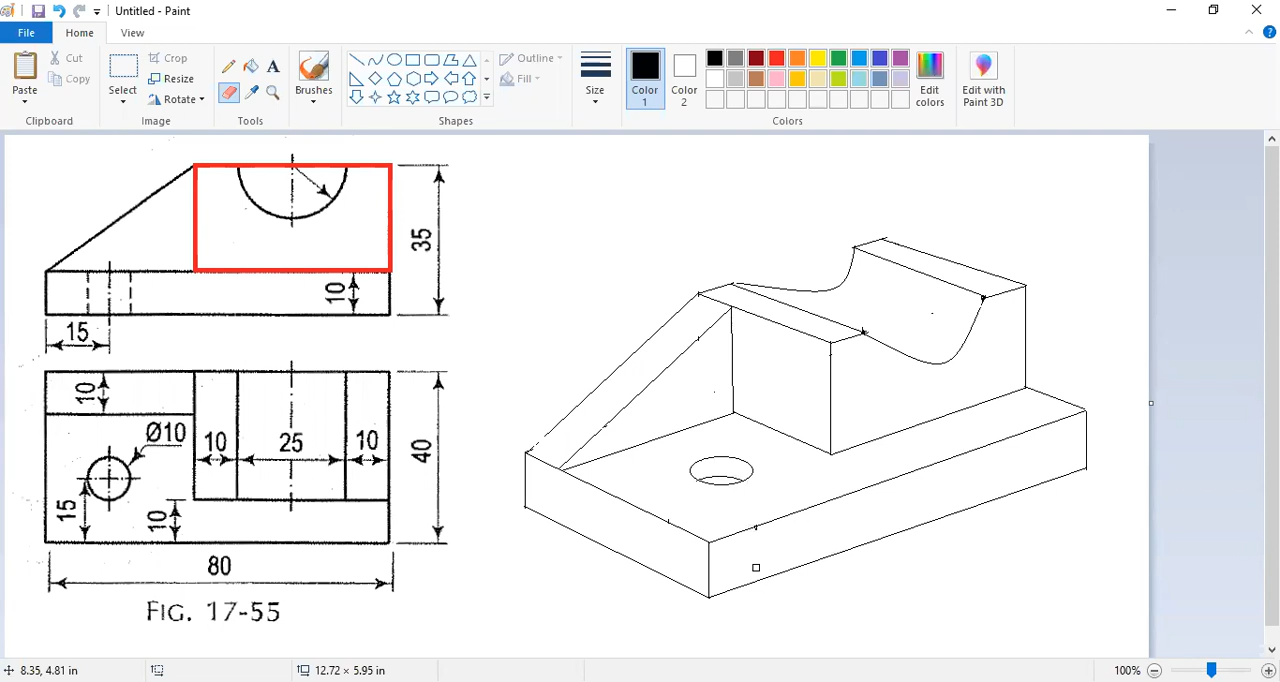 Untitled - Paint
File
Home
View
Cut
Copy
Paste
Clipboard
Crop
Resize
Rotate
Select
Image
Tools
Brushes
Outline
Fill
Shapes
Size
Color 1
Color 2
Edit colors
Edit with Paint 3D
Colors
35
10
15
10
Ø10
10
25
10
40
15
10
80
FIG. 17-55
8.35, 4.81 in
12.72 × 5.95in
100%